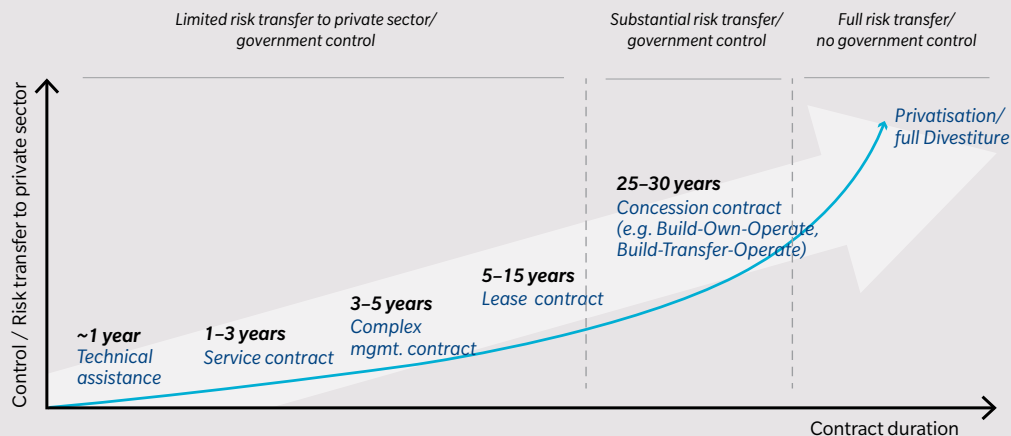 Limited risk transfer to private sector/
government control
Substantial risk transfer/
government control
Full risk transfer/
no government control
Control / Risk transfer to private sector
Privatisation/
full Divestiture
25–30 years
Concession contract
(e.g. Build-Own-Operate,
Build-Transfer-Operate)
5–15 years
Lease contract
3–5 years
Complex
mgmt. contract
1–3 years
Service contract
~1 year
Technical
assistance
Contract duration